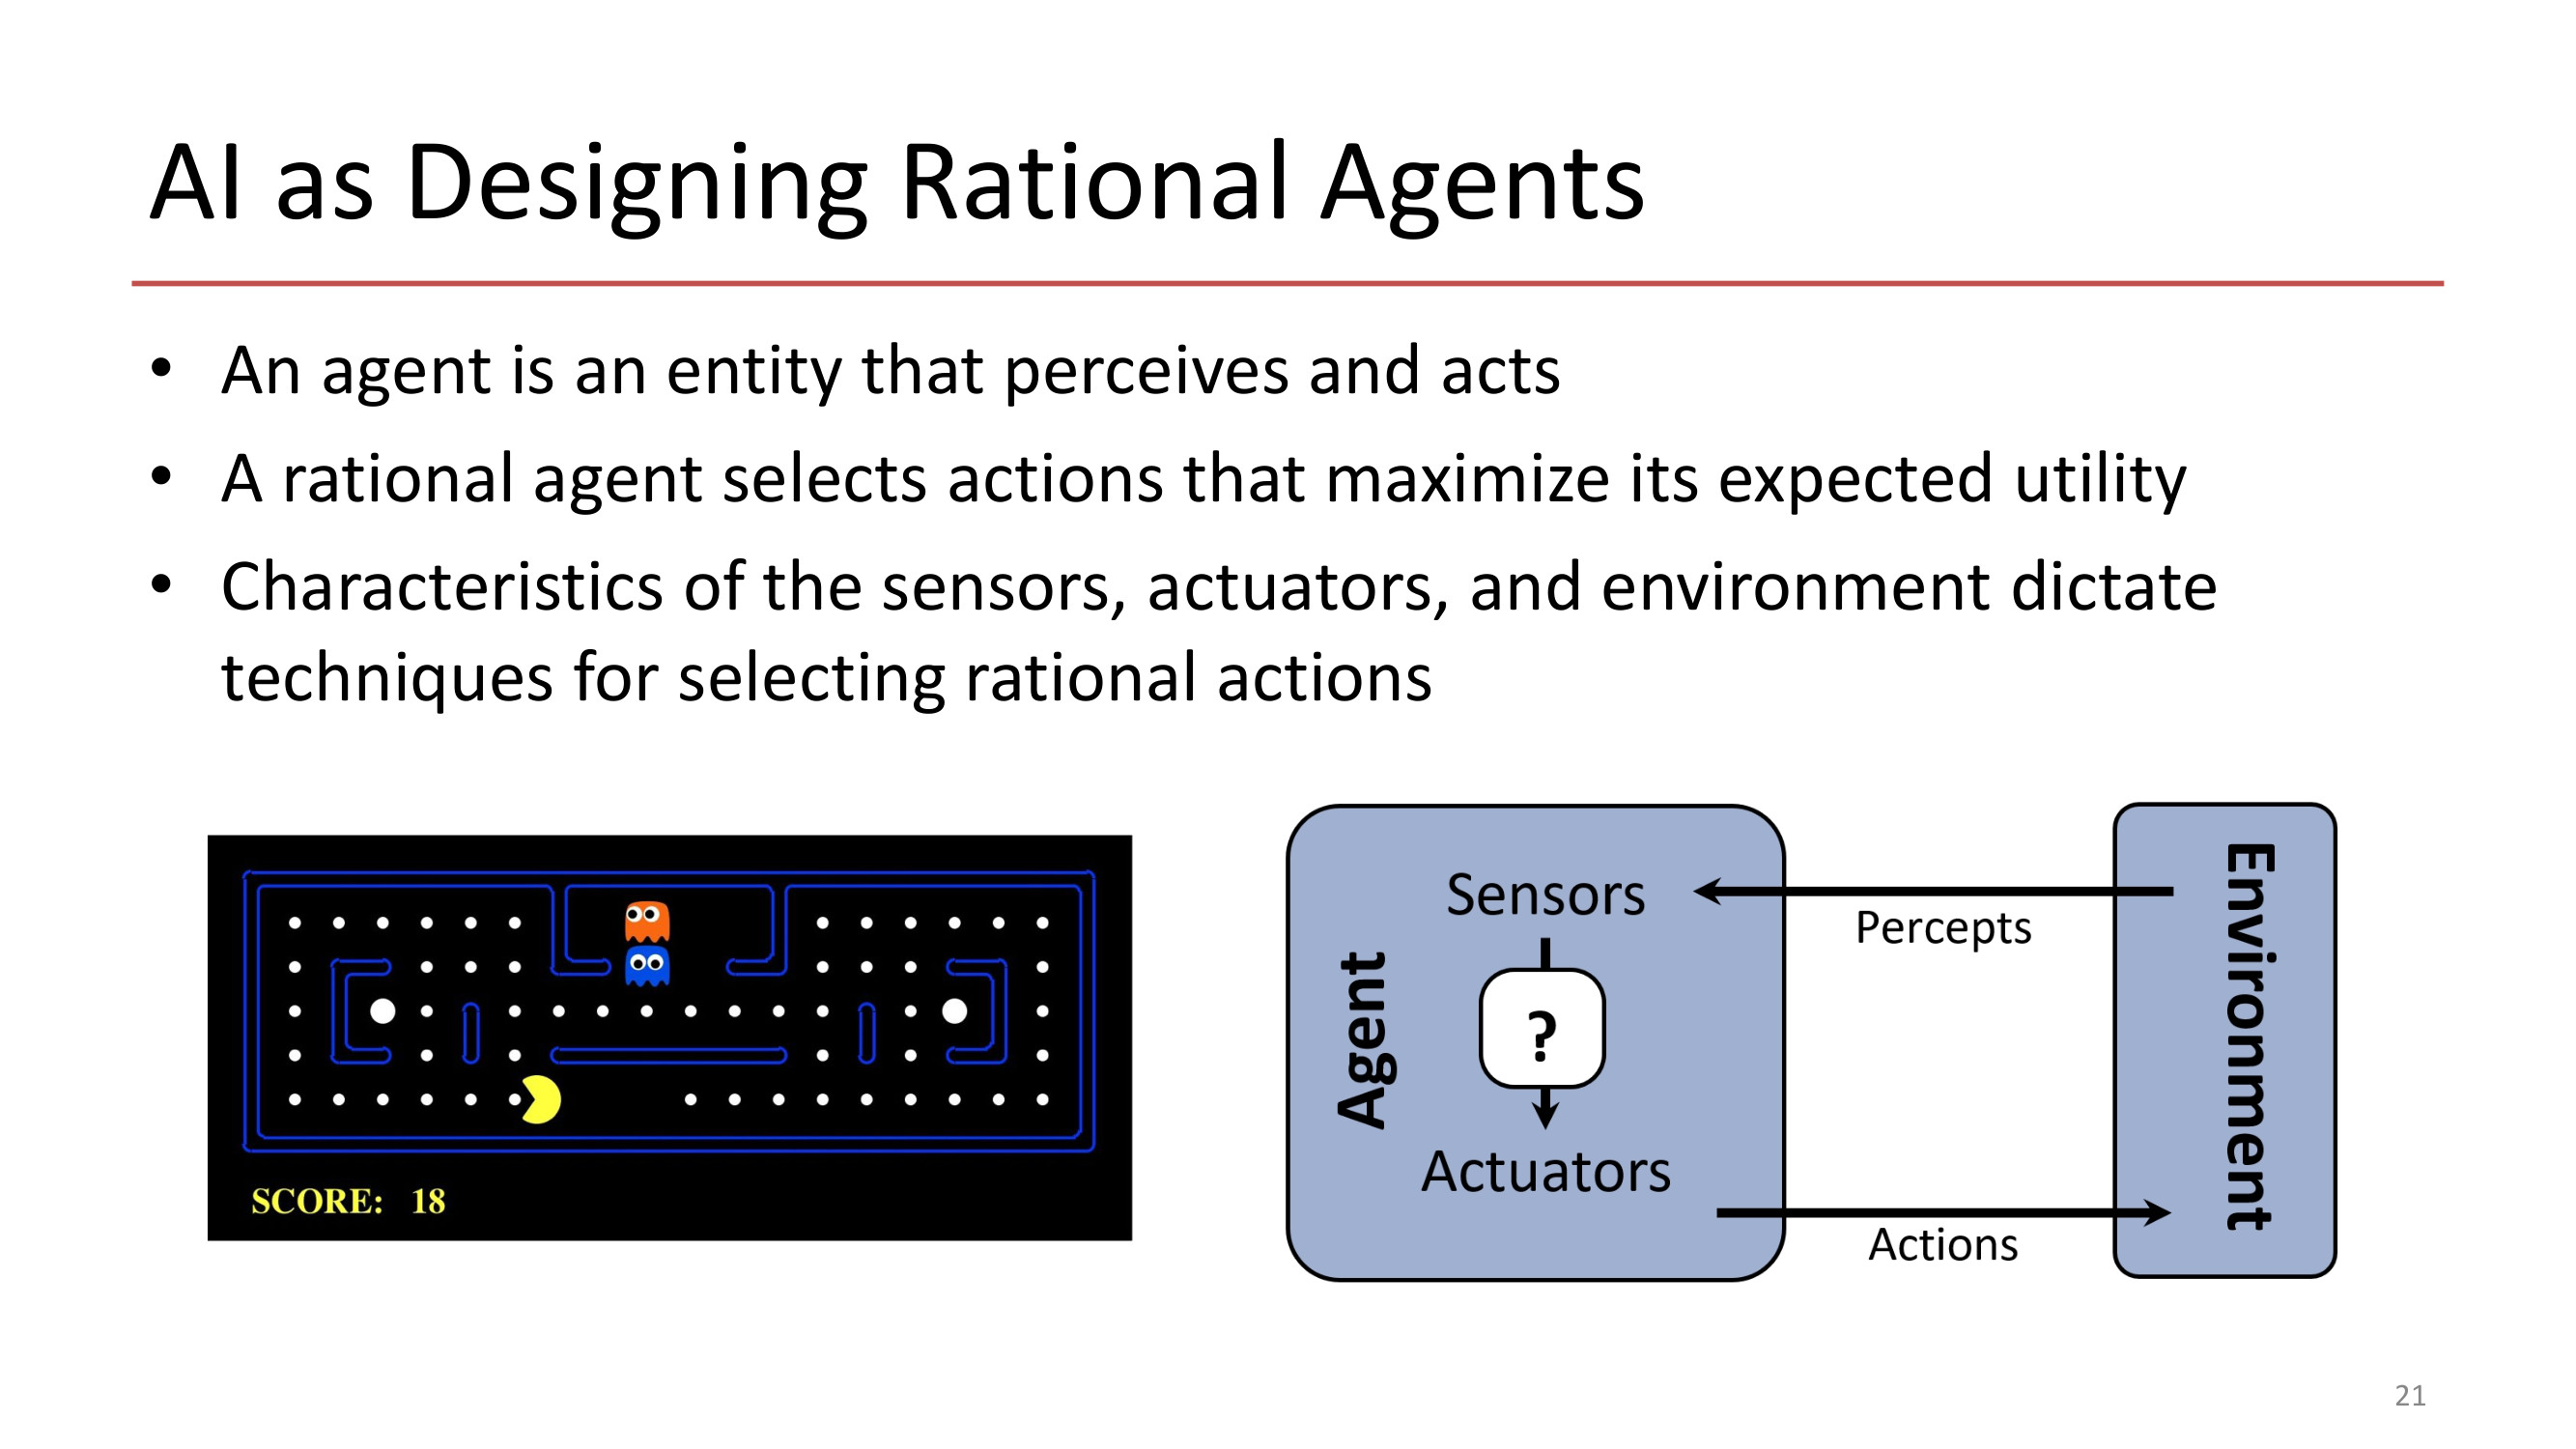 AI as Designing Rational Agents
• An agent is an entity that perceives and acts
• A rational agent selects actions that maximize its expected utility
• Characteristics of the sensors, actuators, and environment dictate
techniques for selecting rational actions
SCORE: 18
Agent
Sensors
?
Actuators
Percepts
Actions
Environment
21